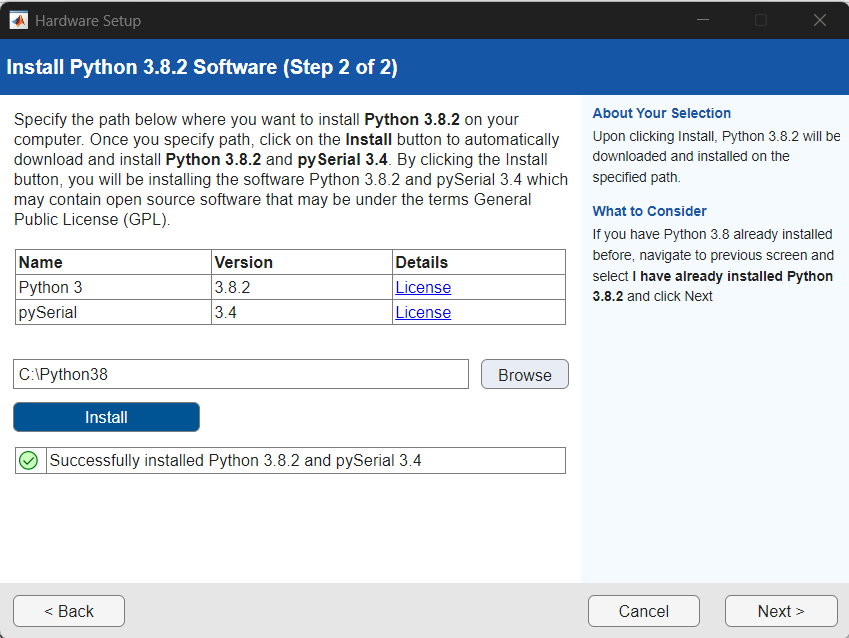 Hardware Setup
Install Python 3.8.2 Software (Step 2 of 2)
Specify the path below where you want to install Python 3.8.2 on your
computer. Once you specify path, click on the Install button to automatically
download and install Python 3.8.2 and pySerial 3.4. By clicking the Install
button, you will be installing the software Python 3.8.2 and pySerial 3.4 which
may contain open source software that may be under the terms General
Public License (GPL).
Name Version Details
Python 3 3.8.2 License
pySerial 3.4 License
C:\Python38 Browse
Install
Successfully installed Python 3.8.2 and pySerial 3.4
About Your Selection
Upon clicking Install, Python 3.8.2 will be
downloaded and installed on the
specified path.
What to Consider
If you have Python 3.8 already installed
before, navigate to previous screen and
select I have already installed Python
3.8.2 and click Next
< Back Cancel Next >